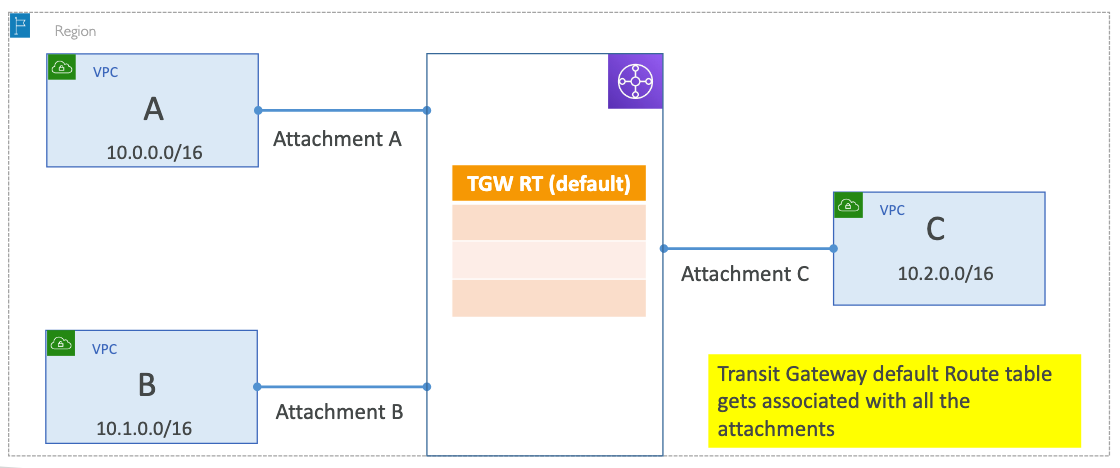 Region
VPC
A
10.0.0.0/16
Attachment A
TGW RT (default)
VPC
C
10.2.0.0/16
Attachment C
VPC
B
10.1.0.0/16
Attachment B
Transit Gateway default Route table
gets associated with all the
attachments